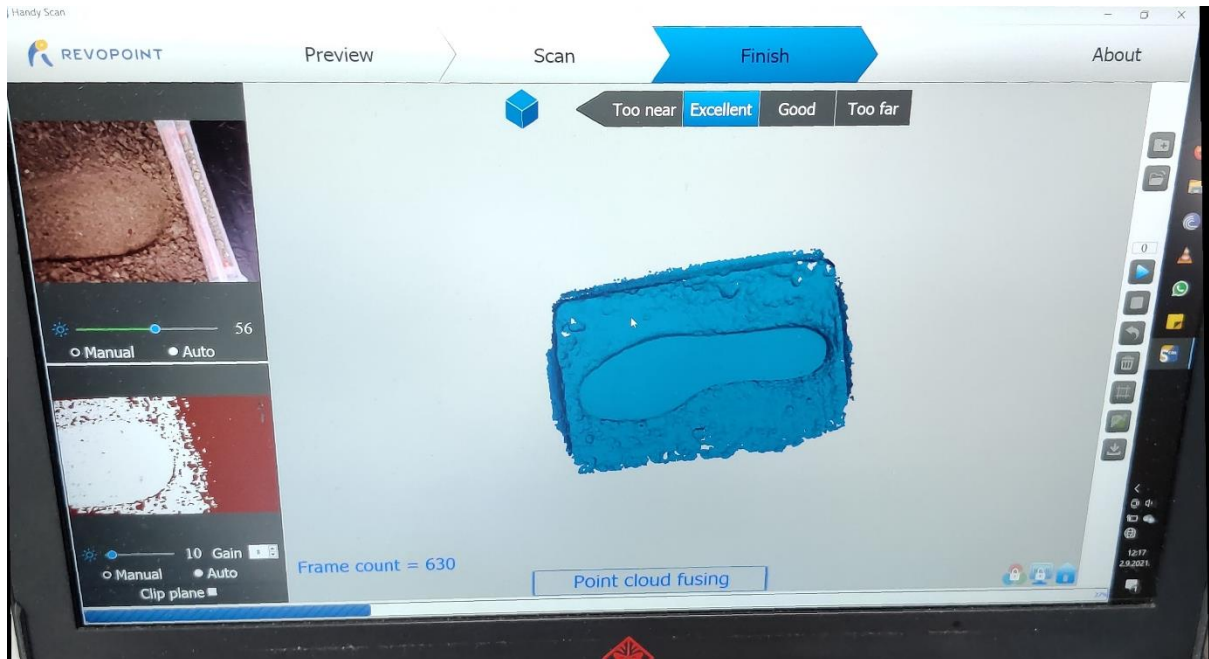 Handy Scan
REVOPOINT
Preview
Scan
Finish
About
Too near
Excellent
Good
Too far
0
56
Manual
Auto
10 Gain
Manual
Auto
Clip plane
Frame count = 630
Point cloud fusing
12:17
2.9.2021.